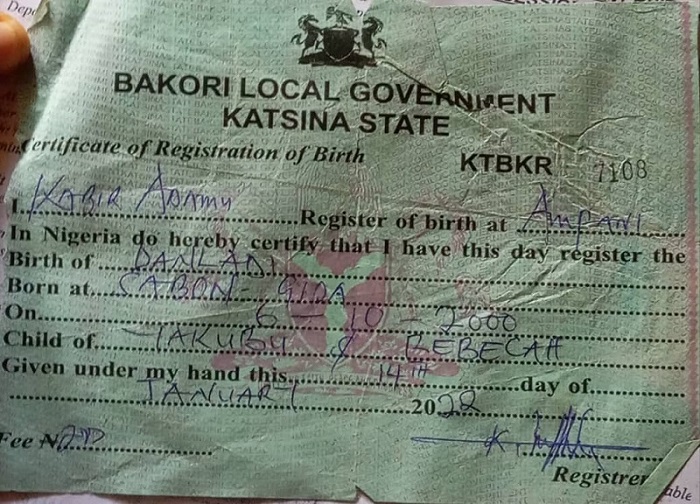 BAKORI LOCAL GOVERNMENT
KATSINA STATE
Certificate of Registration of Birth KTBKR 7108
I KABIR ADAMU Register of birth at AMPANI
In Nigeria do hereby certify that I have this day register the
Birth of DANLADI
Born at SABON-GIDA
On 6-10-2000
Child of YAKUBU & REBECAH
Given under my hand this 14TH day of
JANUARY 2022
Fee N
Registrer
able